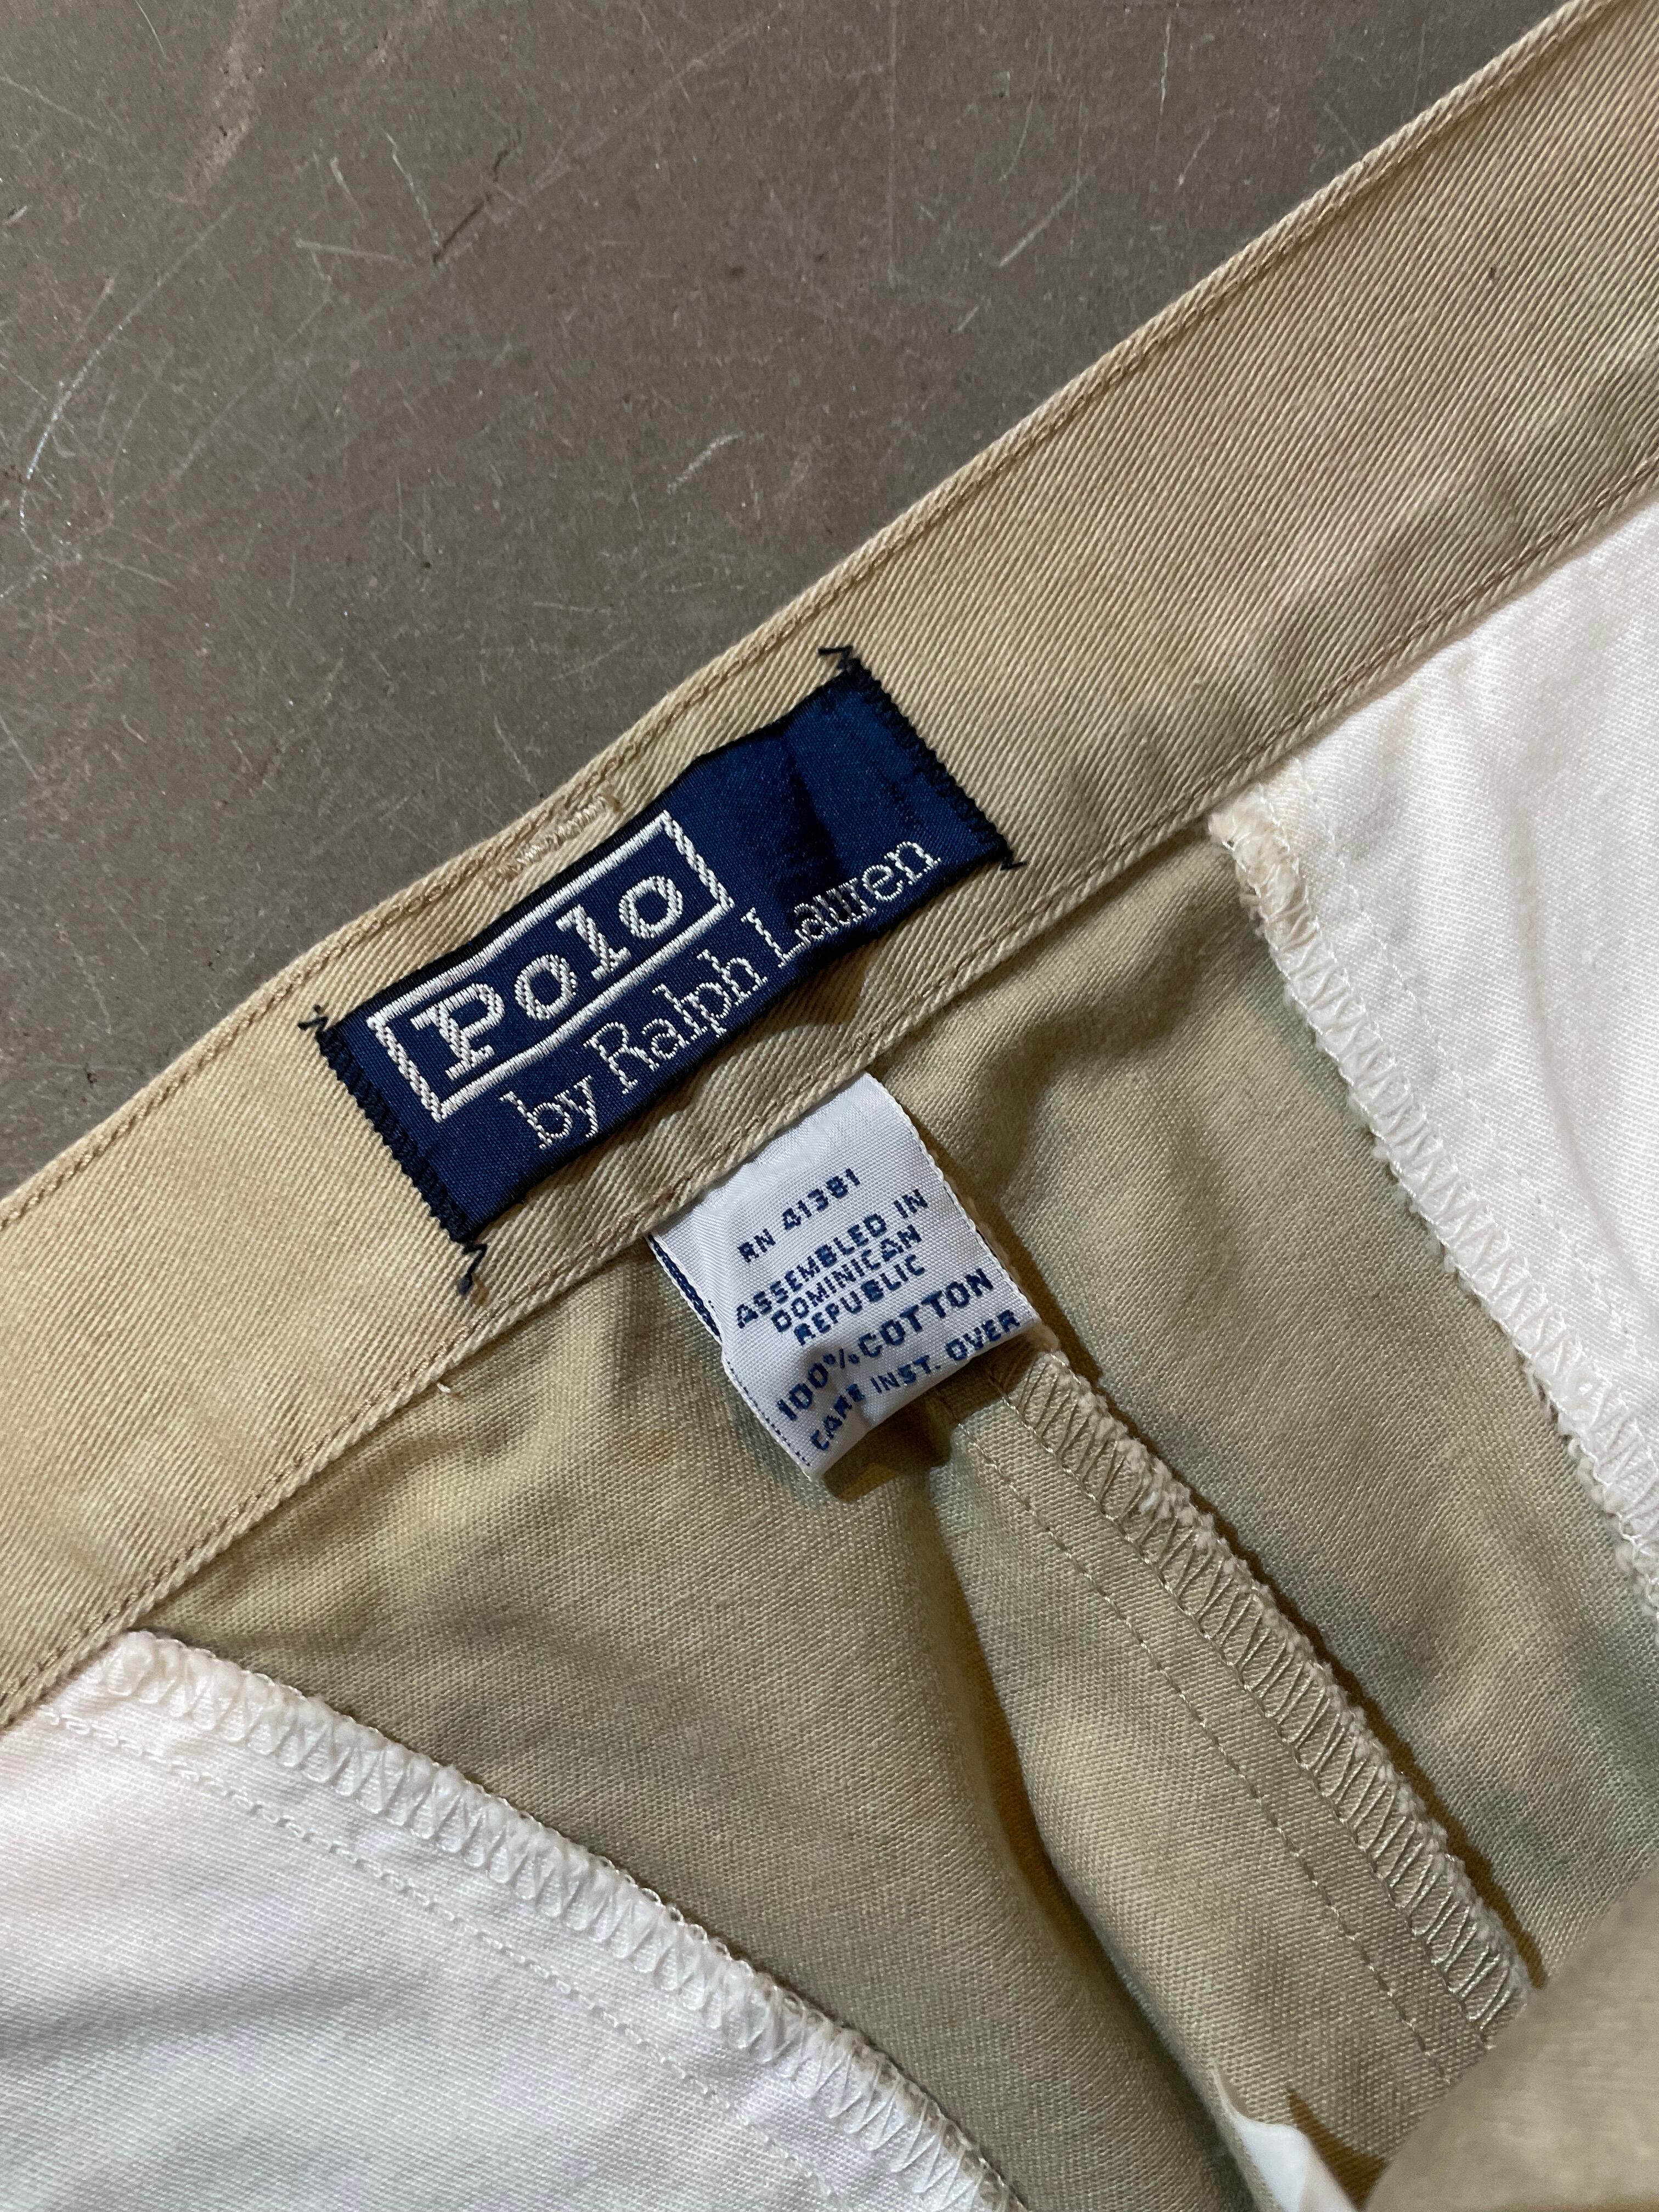 Polo
by Ralph Lauren
RN 41381
ASSEMBLED IN
DOMINICAN
REPUBLIC
100% COTTON
CARE INST. OVER